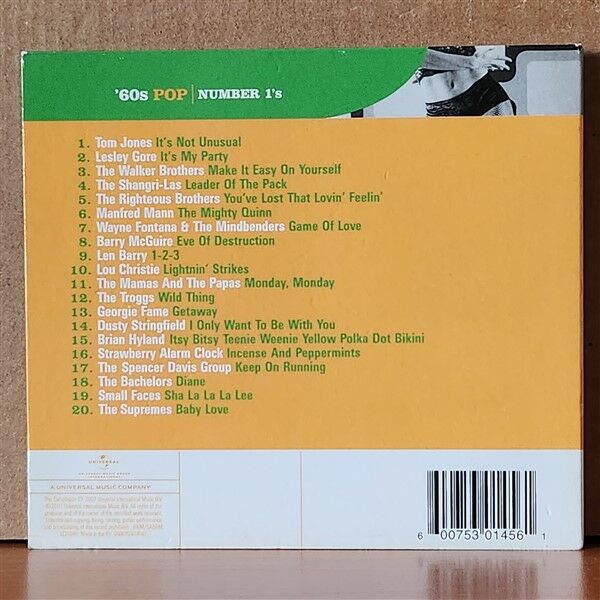 '60s POP | NUMBER 1's
1. Tom Jones It's Not Unusual
2. Lesley Gore It's My Party
3. The Walker Brothers Make It Easy On Yourself
4. The Shangri-Las Leader Of The Pack
5. The Righteous Brothers You've Lost That Lovin' Feelin'
6. Manfred Mann The Mighty Quinn
7. Wayne Fontana & The Mindbenders Game Of Love
8. Barry McGuire Eve Of Destruction
9. Len Barry 1-2-3
10. Lou Christie Lightnin' Strikes
11. The Mamas And The Papas Monday, Monday
12. The Troggs Wild Thing
13. Georgie Fame Getaway
14. Dusty Stringfield I Only Want To Be With You
15. Brian Hyland Itsy Bitsy Teenie Weenie Yellow Polka Dot Bikini
16. Strawberry Alarm Clock Incense And Peppermints
17. The Spencer Davis Group Keep On Running
18. The Bachelors Diane
19. Small Faces Sha La La La Lee
20. The Supremes Baby Love
UNIVERSAL
UNIVERSAL MUSIC GROUP
INTERNATIONAL
A UNIVERSAL MUSIC COMPANY
6 00753 01456 1